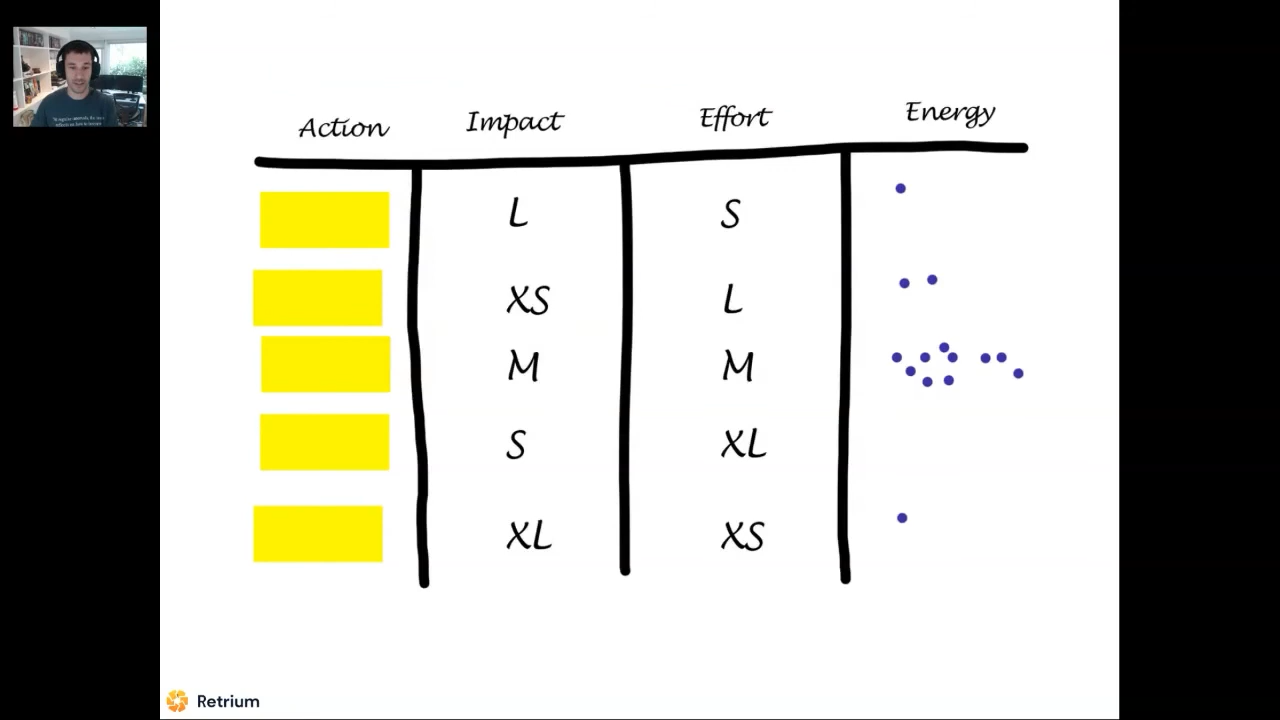 Action Impact Effort Energy
L S
XS L
M M
S XL
XL XS
Retrium